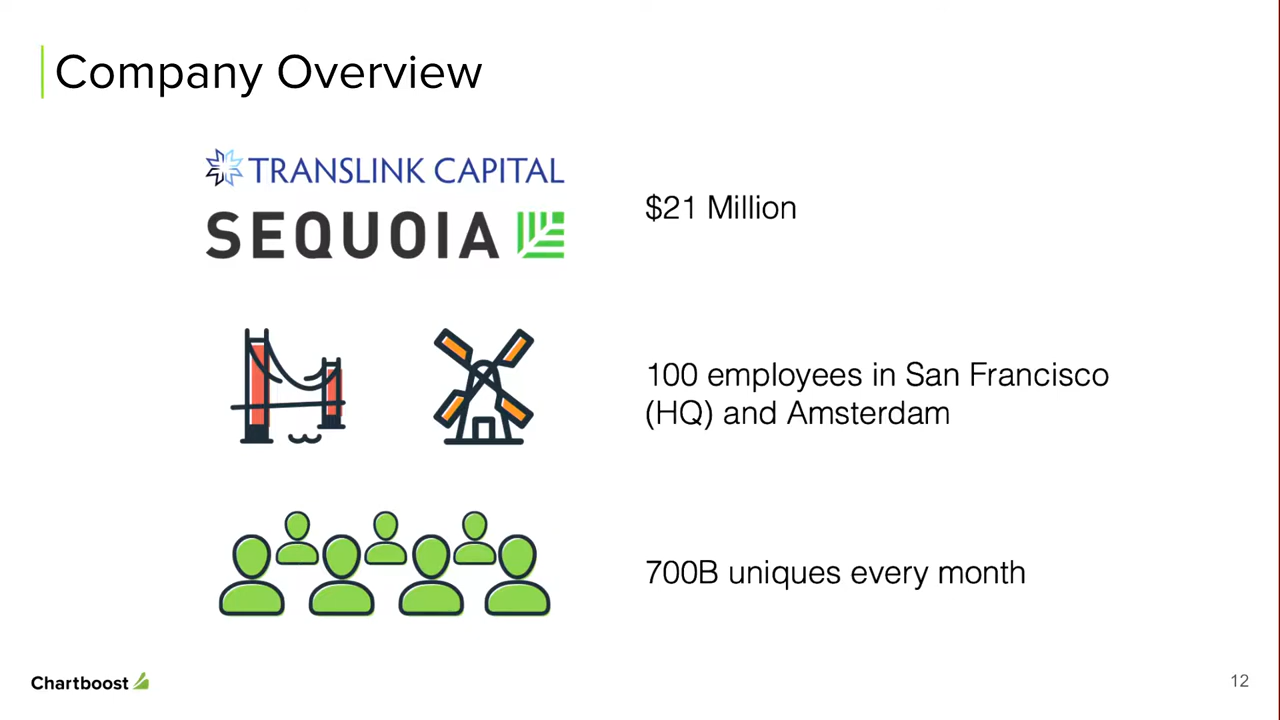 Company Overview
TRANSLINK CAPITAL
SEQUOIA
$21 Million
100 employees in San Francisco
(HQ) and Amsterdam
700B uniques every month
Chartboost
12